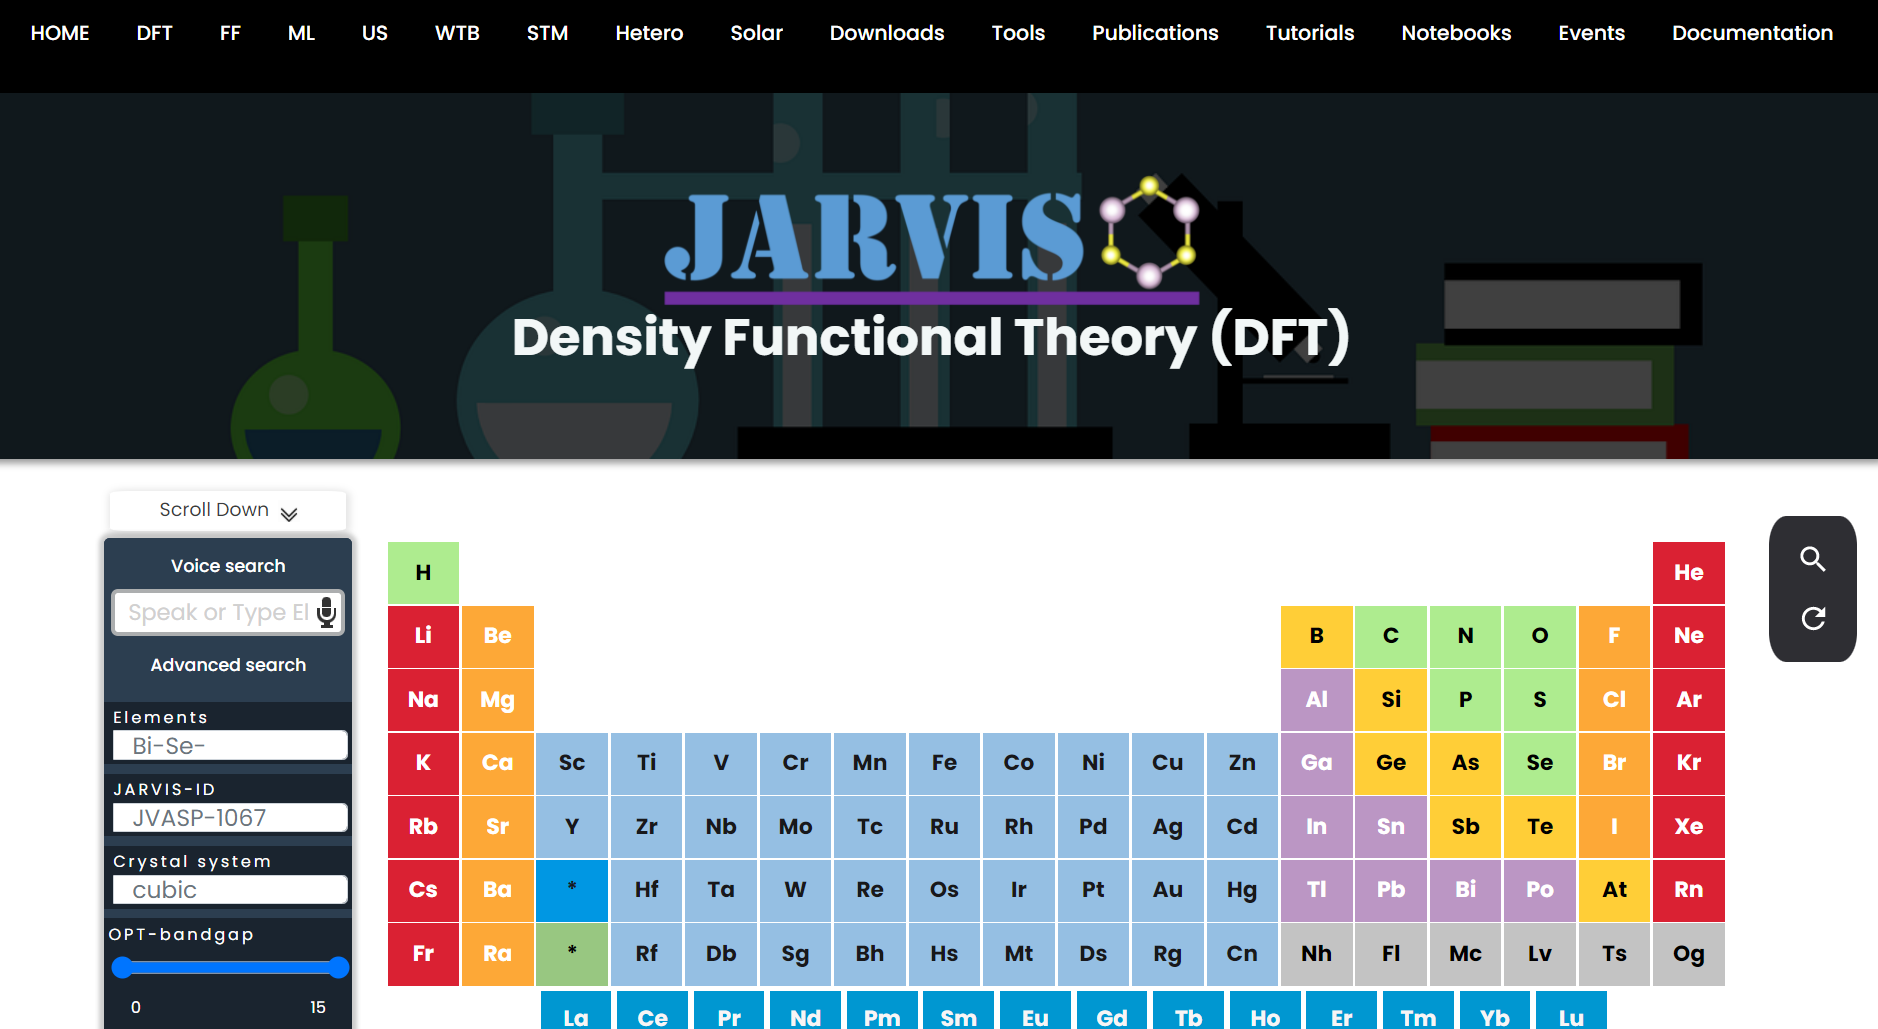 HOME DFT FF ML US WTB STM Hetero Solar Downloads Tools Publications Tutorials Notebooks Events Documentation
JARVIS
Density Functional Theory (DFT)
Scroll Down
Voice search
Speak or Type El
Advanced search
Elements
Bi-Se-
JARVIS-ID
JVASP-1067
Crystal system
cubic
OPT-bandgap
0 15
H He
Li Be B C N O F Ne
Na Mg Al Si P S Cl Ar
K Ca Sc Ti V Cr Mn Fe Co Ni Cu Zn Ga Ge As Se Br Kr
Rb Sr Y Zr Nb Mo Tc Ru Rh Pd Ag Cd In Sn Sb Te I Xe
Cs Ba * Hf Ta W Re Os Ir Pt Au Hg Tl Pb Bi Po At Rn
Fr Ra * Rf Db Sg Bh Hs Mt Ds Rg Cn Nh Fl Mc Lv Ts Og
La Ce Pr Nd Pm Sm Eu Gd Tb Ho Er Tm Yb Lu